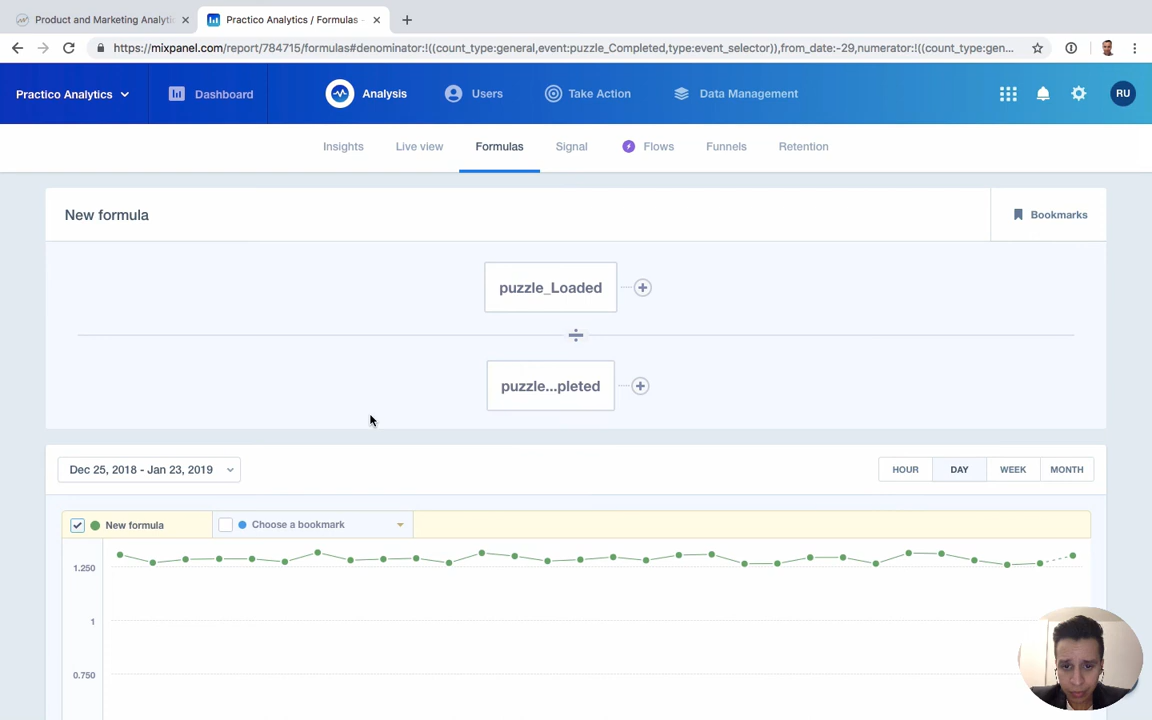 Product and Marketing Analytic
Practico Analytics / Formulas -
https://mixpanel.com/report/784715/formulas#denominator:!((count_type:general,event:puzzle_Completed,type:event_selector)),from_date:-29,numerator:!((count_type:gen...
Practico Analytics
Dashboard
Analysis
Users
Take Action
Data Management
RU
Insights
Live view
Formulas
Signal
Flows
Funnels
Retention
New formula
Bookmarks
puzzle_Loaded
puzzle...pleted
Dec 25, 2018 - Jan 23, 2019
HOUR
DAY
WEEK
MONTH
New formula
Choose a bookmark
1.250
1
0.750